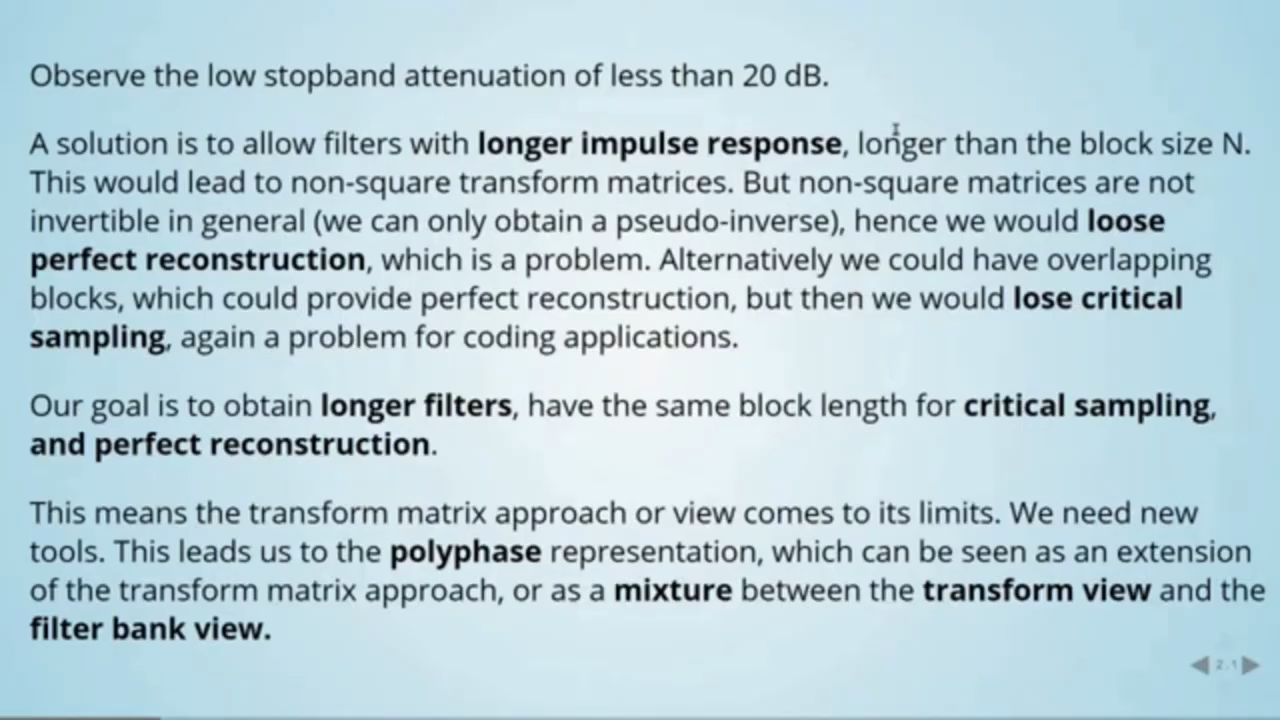 Observe the low stopband attenuation of less than 20 dB.
A solution is to allow filters with longer impulse response, longer than the block size N.
This would lead to non-square transform matrices. But non-square matrices are not
invertible in general (we can only obtain a pseudo-inverse), hence we would loose
perfect reconstruction, which is a problem. Alternatively we could have overlapping
blocks, which could provide perfect reconstruction, but then we would lose critical
sampling, again a problem for coding applications.
Our goal is to obtain longer filters, have the same block length for critical sampling,
and perfect reconstruction.
This means the transform matrix approach or view comes to its limits. We need new
tools. This leads us to the polyphase representation, which can be seen as an extension
of the transform matrix approach, or as a mixture between the transform view and the
filter bank view.
2.1